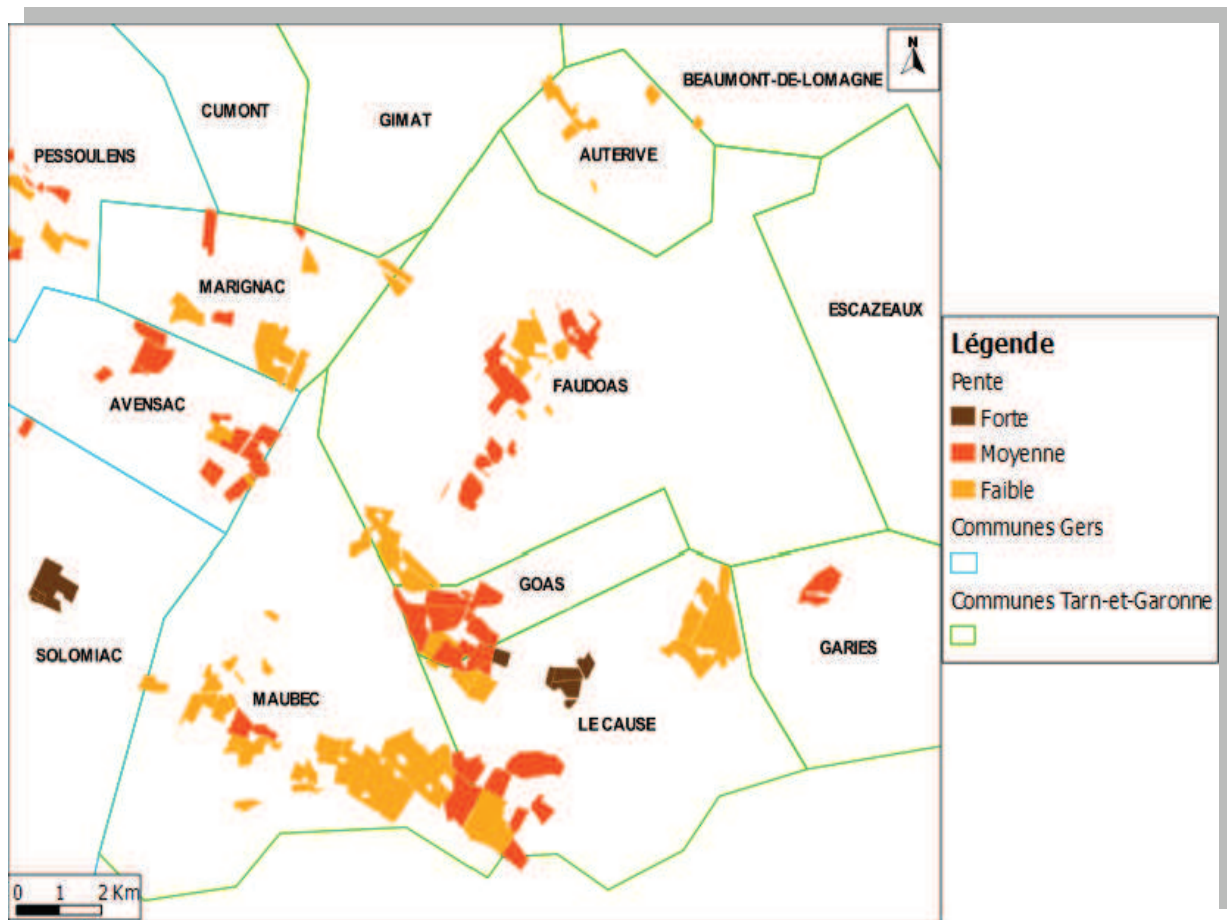 N
BEAUMONT-DE-LOMAGNE
CUMONT
GIMAT
PESSOULENS
AUTERIVE
MARIGNAC
ESCAZEAUX
FAUDOAS
AVENSAC
GOAS
SOLOMIAC
GARIES
MAUBEC
LE CAUSE
0 1 2 Km
Légende
Pente
Forte
Moyenne
Faible
Communes Gers
Communes Tarn-et-Garonne